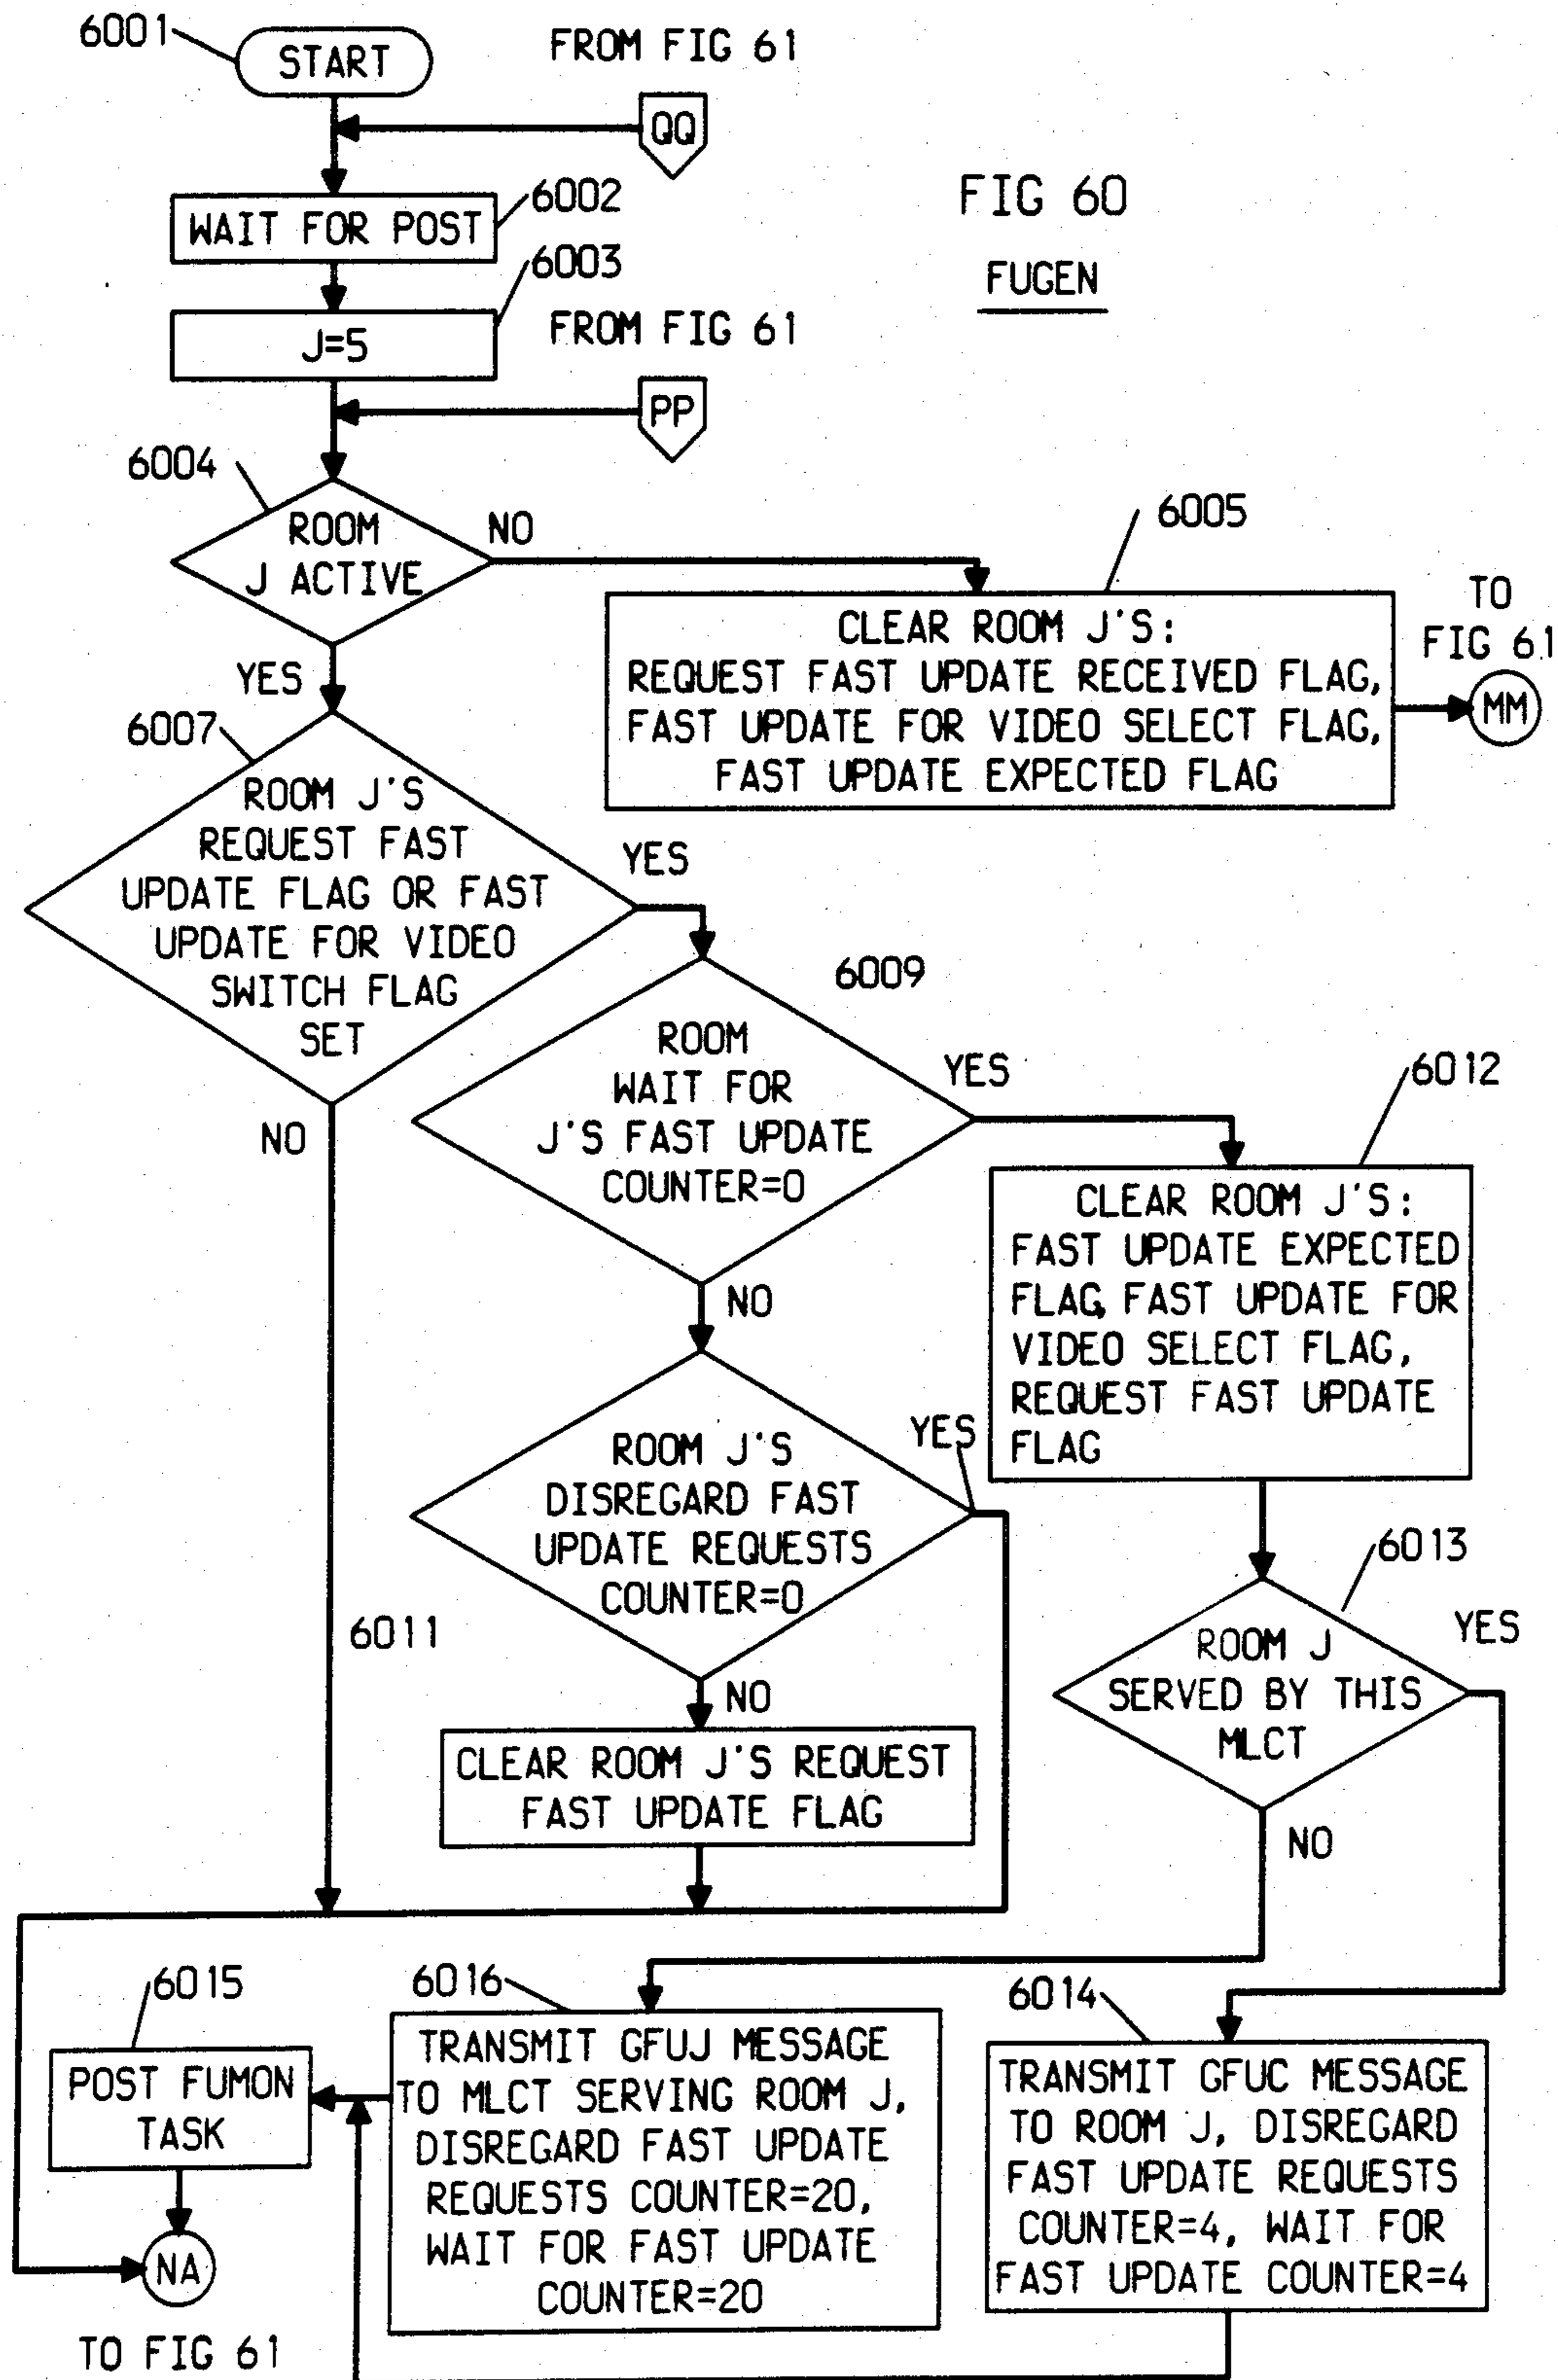 6001
START
FROM FIG 61
QQ
FIG 60
FUGEN
WAIT FOR POST
6002
6003
J=5
FROM FIG 61
PP
6004
ROOM
J ACTIVE
NO
YES
6005
CLEAR ROOM J'S:
REQUEST FAST UPDATE RECEIVED FLAG,
FAST UPDATE FOR VIDEO SELECT FLAG,
FAST UPDATE EXPECTED FLAG
TO
FIG 61
MM
6007
ROOM J'S
REQUEST FAST
UPDATE FLAG OR FAST
UPDATE FOR VIDEO
SWITCH FLAG
SET
YES
NO
6009
ROOM
WAIT FOR
J'S FAST UPDATE
COUNTER=0
YES
NO
6012
CLEAR ROOM J'S:
FAST UPDATE EXPECTED
FLAG, FAST UPDATE FOR
VIDEO SELECT FLAG,
REQUEST FAST UPDATE
FLAG
ROOM J'S
DISREGARD FAST
UPDATE REQUESTS
COUNTER=0
YES
NO
6011
CLEAR ROOM J'S REQUEST
FAST UPDATE FLAG
6013
ROOM J
SERVED BY THIS
MLCT
YES
NO
6015
POST FUMON
TASK
NA
TO FIG 61
6016
TRANSMIT GFUJ MESSAGE
TO MLCT SERVING ROOM J,
DISREGARD FAST UPDATE
REQUESTS COUNTER=20,
WAIT FOR FAST UPDATE
COUNTER=20
6014
TRANSMIT GFUC MESSAGE
TO ROOM J, DISREGARD
FAST UPDATE REQUESTS
COUNTER=4, WAIT FOR
FAST UPDATE COUNTER=4